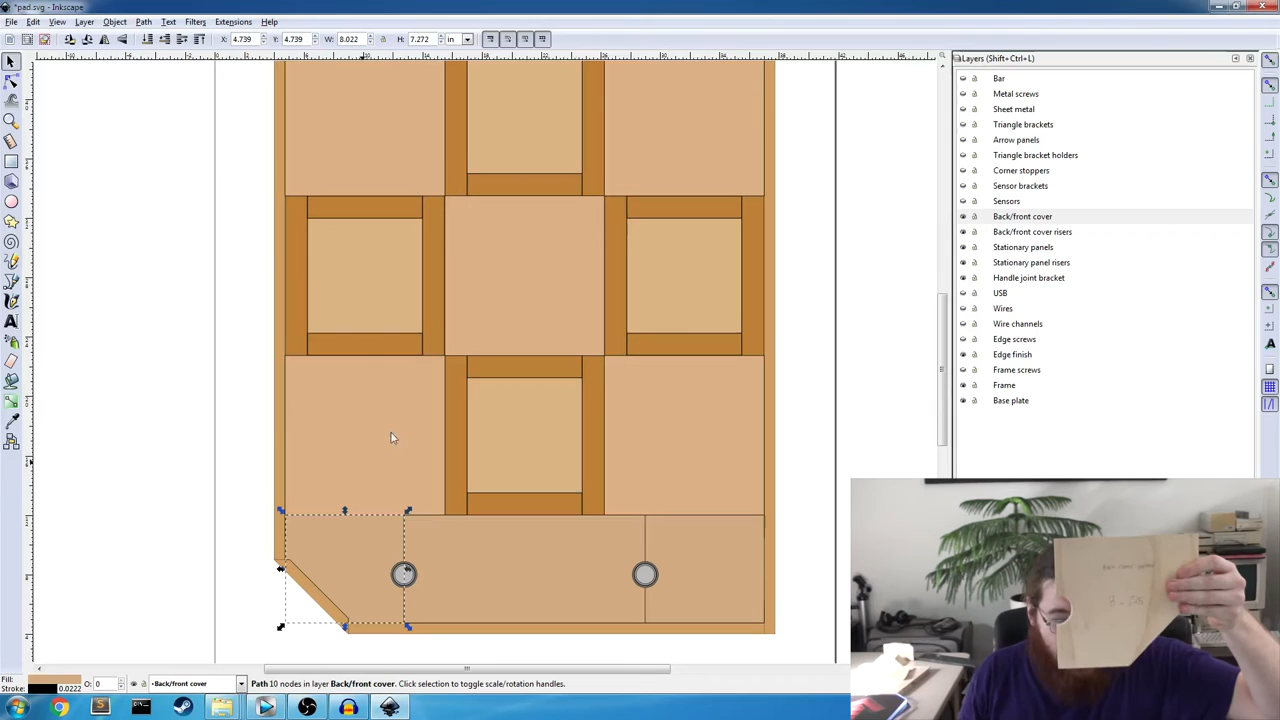 *pad.svg - Inkscape
File Edit View Layer Object Path Text Filters Extensions Help
X: 4.739 Y: 4.739 W: 8.022 H: 7.272 in
Layers (Shift+Ctrl+L)
Bar
Metal screws
Sheet metal
Triangle brackets
Arrow panels
Triangle bracket holders
Corner stoppers
Sensor brackets
Sensors
Back/front cover
Back/front cover risers
Stationary panels
Stationary panel risers
Handle joint bracket
USB
Wires
Wire channels
Edge screws
Edge finish
Frame screws
Frame
Base plate
Fill:
Stroke: 0.0222
O: 0
•Back/front cover
Path 10 nodes in layer Back/front cover. Click selection to toggle scale/rotation handles.